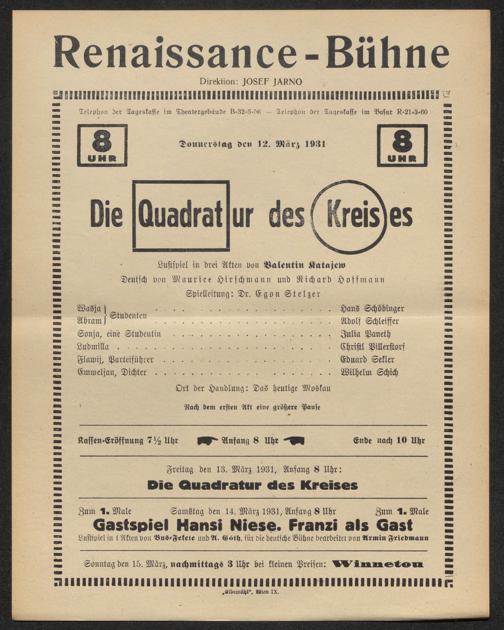 Renaissance-Bühne
Direktion: JOSEF JARNO
Telephon der Tageskasse im Theatergebäude B-32-5-06 — Telephon der Tageskasse im Basar R-21-3-60
8 UHR
Donnerstag den 12. März 1931
8 UHR
Die Quadratur des Kreises
Lustspiel in drei Akten von Valentin Katajew
Deutsch von Maurice Hirschmann und Richard Hoffmann
Spielleitung: Dr. Egon Stelzer
Wasja } Studenten . . . Hans Schöbinger
Abram } Adolf Schleiffer
Sonja, eine Studentin . . . Julia Paneth
Ludmilla . . . Christl Pillerstorf
Flawij, Parteiführer . . . Eduard Sekler
Emweljan, Dichter . . . Wilhelm Schich
Ort der Handlung: Das heutige Moskau
Nach dem ersten Akt eine größere Pause
Kassen-Eröffnung 7½ Uhr Anfang 8 Uhr Ende nach 10 Uhr
Freitag den 13. März 1931, Anfang 8 Uhr:
Die Quadratur des Kreises
Zum 1. Male Samstag den 14. März 1931, Anfang 8 Uhr Zum 1. Male
Gastspiel Hansi Niese. Franzi als Gast
Lustspiel in 4 Akten von Bus-Fekete und A. Góth, für die deutsche Bühne bearbeitet von Armin Friedmann
Sonntag den 15. März, nachmittags 3 Uhr bei kleinen Preisen: Winnetou
Wien IX.